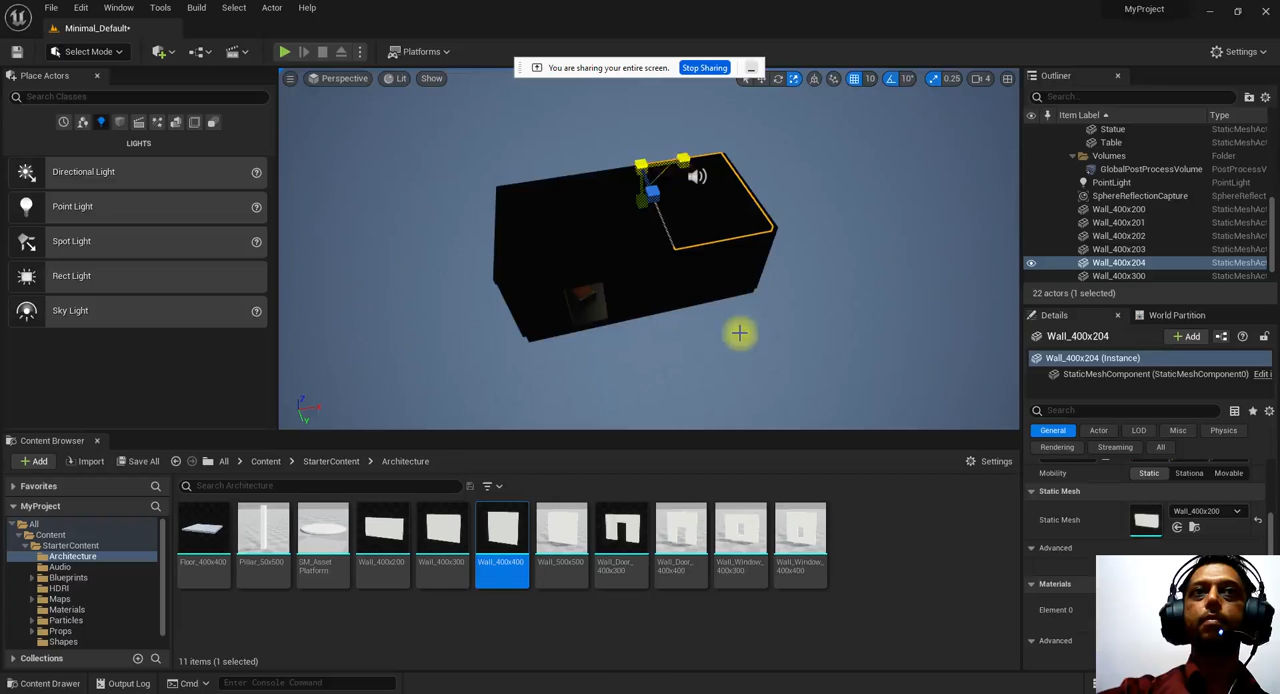 File Edit Window Tools Build Select Actor Help
MyProject
Minimal_Default*
Select Mode
Platforms
Settings
You are sharing your entire screen. Stop Sharing
Place Actors
Search Classes
LIGHTS
Directional Light
Point Light
Spot Light
Rect Light
Sky Light
Perspective Lit Show
10 10° 0.25 4
Outliner
Search...
Item Label Type
Statue StaticMeshAct
Table StaticMeshAct
Volumes Folder
GlobalPostProcessVolume PostProcessV
PointLight PointLight
SphereReflectionCapture SphereReflect
Wall_400x200 StaticMeshAct
Wall_400x201 StaticMeshAct
Wall_400x202 StaticMeshAct
Wall_400x203 StaticMeshAct
Wall_400x204 StaticMeshAct
Wall_400x300 StaticMeshAct
22 actors (1 selected)
Details World Partition
Wall_400x204
Add
Wall_400x204 (Instance)
StaticMeshComponent (StaticMeshComponent0) Edit i
Search
General Actor LOD Misc Physics
Rendering Streaming All
Mobility Static Stationa Movable
Static Mesh
Static Mesh Wall_400x200
Advanced
Materials
Element 0
Advanced
Content Browser
Add Import Save All All Content StarterContent Architecture Settings
Favorites
Search Architecture
MyProject
All
Content
StarterContent
Architecture
Audio
Blueprints
HDRI
Maps
Materials
Particles
Props
Shapes
Collections
Floor_400x400
Pillar_50x500
SM_Asset
Platform
Wall_400x200
Wall_400x300
Wall_400x400
Wall_500x500
Wall_Door_
400x300
Wall_Door_
400x400
Wall_Window_
400x300
Wall_Window_
400x400
11 items (1 selected)
Content Drawer Output Log Cmd Enter Console Command